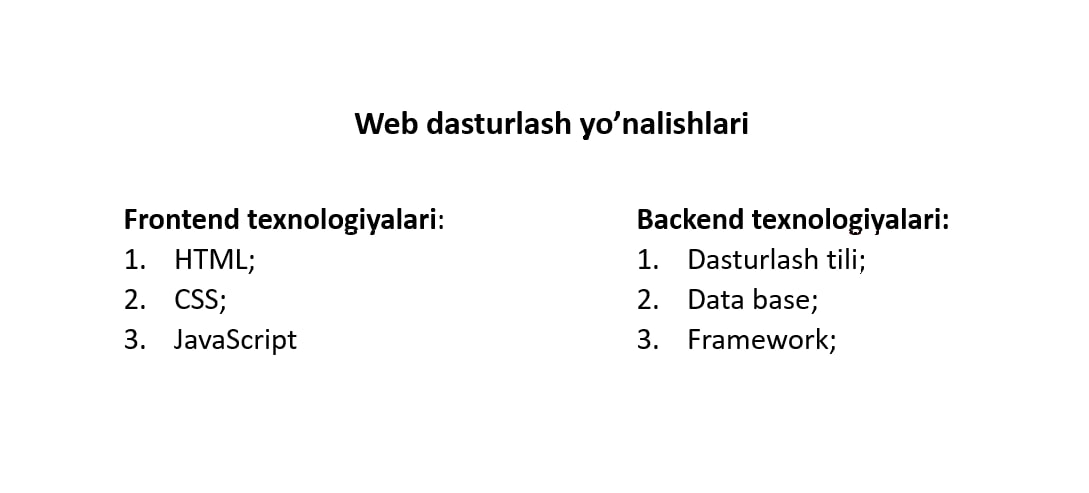 Web dasturlash yo’nalishlari
Frontend texnologiyalari:
1. HTML;
2. CSS;
3. JavaScript
Backend texnologiyalari:
1. Dasturlash tili;
2. Data base;
3. Framework;